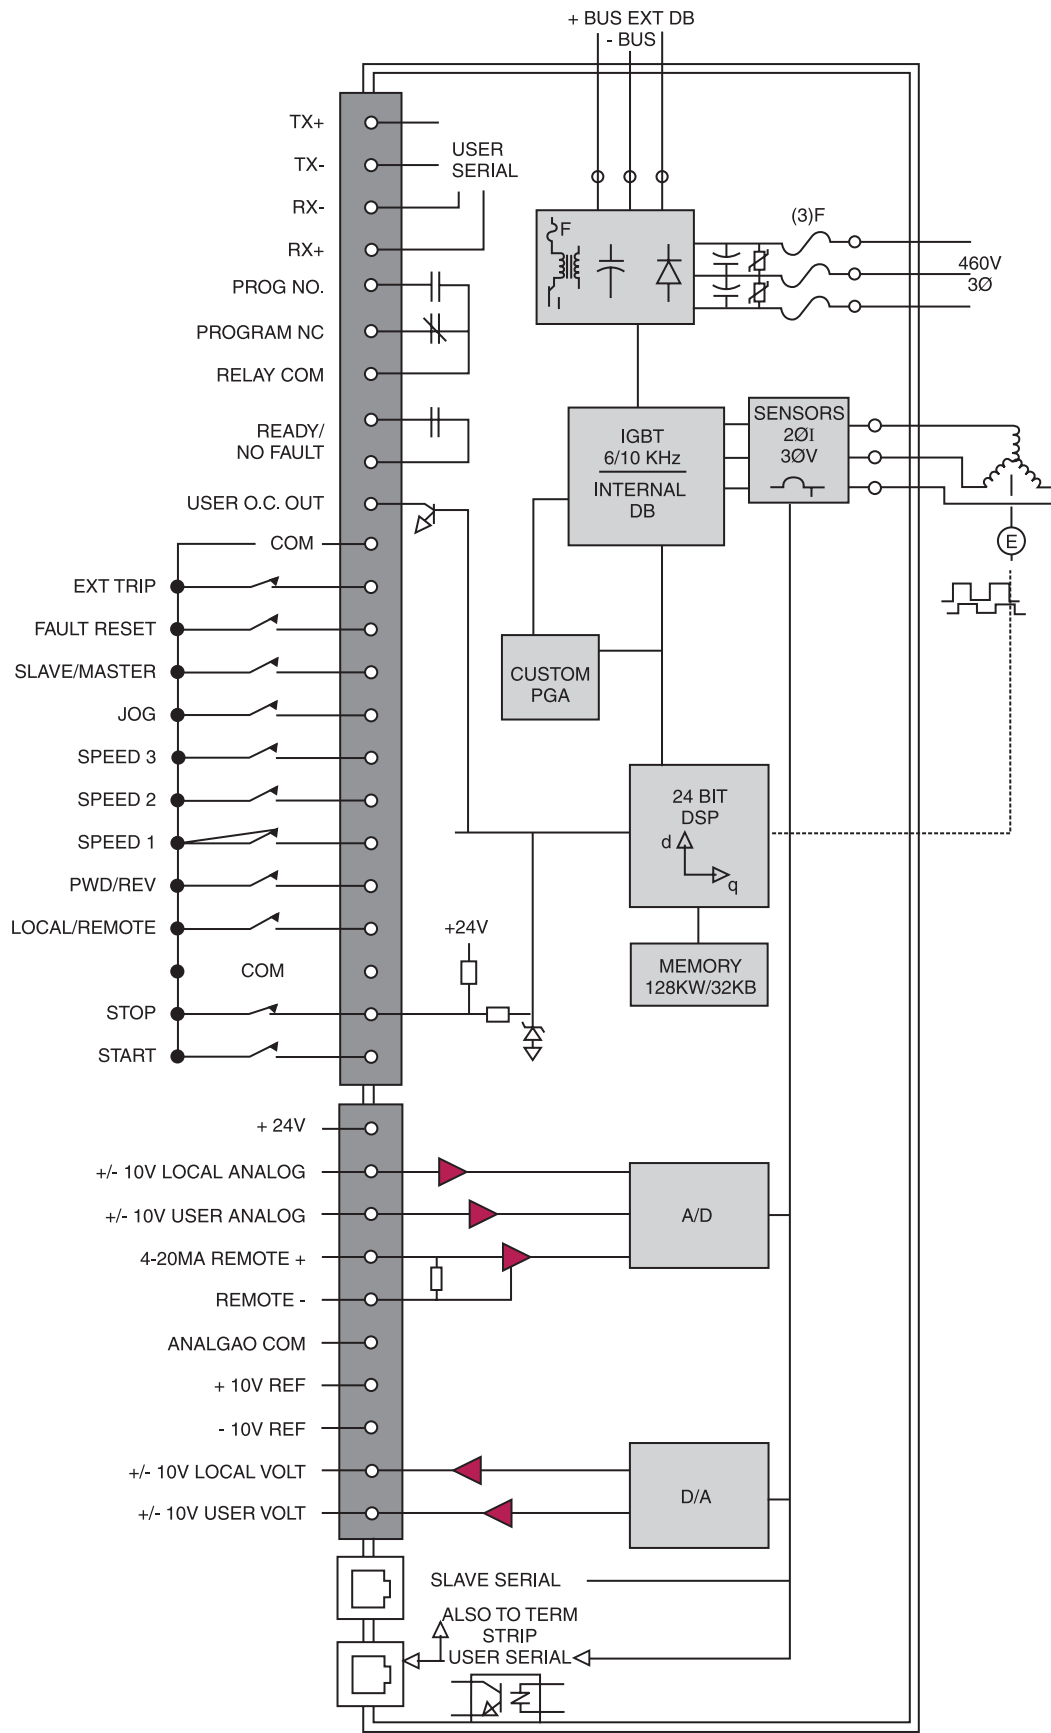 + BUS EXT DB
- BUS
TX+
TX-
RX-
RX+
USER
SERIAL
PROG NO.
PROGRAM NC
RELAY COM
READY/
NO FAULT
USER O.C. OUT
COM
EXT TRIP
FAULT RESET
SLAVE/MASTER
JOG
SPEED 3
SPEED 2
SPEED 1
PWD/REV
LOCAL/REMOTE
COM
STOP
START
+24V
F
(3)F
460V
3Ø
IGBT
6/10 KHz
INTERNAL
DB
SENSORS
2ØI
3ØV
E
CUSTOM
PGA
24 BIT
DSP
d
q
MEMORY
128KW/32KB
+ 24V
+/- 10V LOCAL ANALOG
+/- 10V USER ANALOG
4-20MA REMOTE +
REMOTE -
ANALGAO COM
+ 10V REF
- 10V REF
+/- 10V LOCAL VOLT
+/- 10V USER VOLT
A/D
D/A
SLAVE SERIAL
ALSO TO TERM
STRIP
USER SERIAL